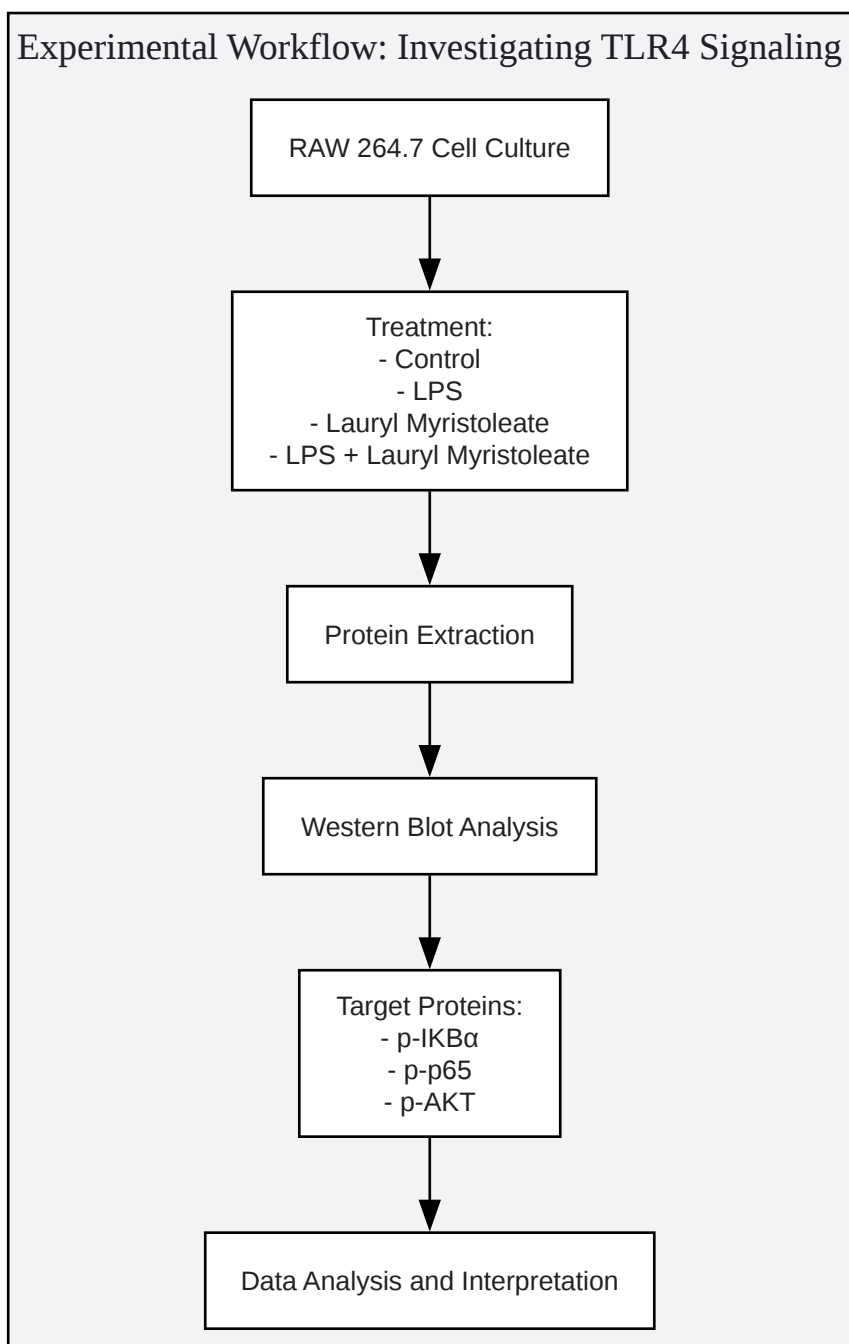 Experimental Workflow: Investigating TLR4 Signaling
RAW 264.7 Cell Culture
Treatment:
- Control
- LPS
- Lauryl Myristoleate
- LPS + Lauryl Myristoleate
Protein Extraction
Western Blot Analysis
Target Proteins:
- p-IKBα
- p-p65
- p-AKT
Data Analysis and Interpretation